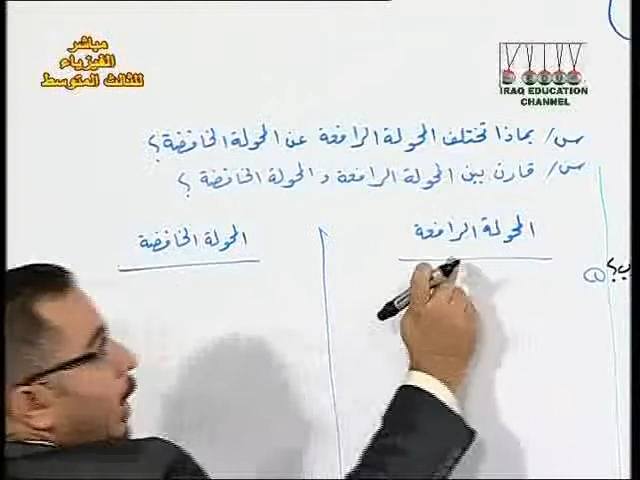 مباشر
الفيزياء
للثالث المتوسط
IRAQ EDUCATION
CHANNEL
س/ بماذا تختلف المحولة الرافعة عن المحولة الخافضة؟
س/ قارن بين المحولة الرافعة والمحولة الخافضة؟
المحولة الرافعة
المحولة الخافضة